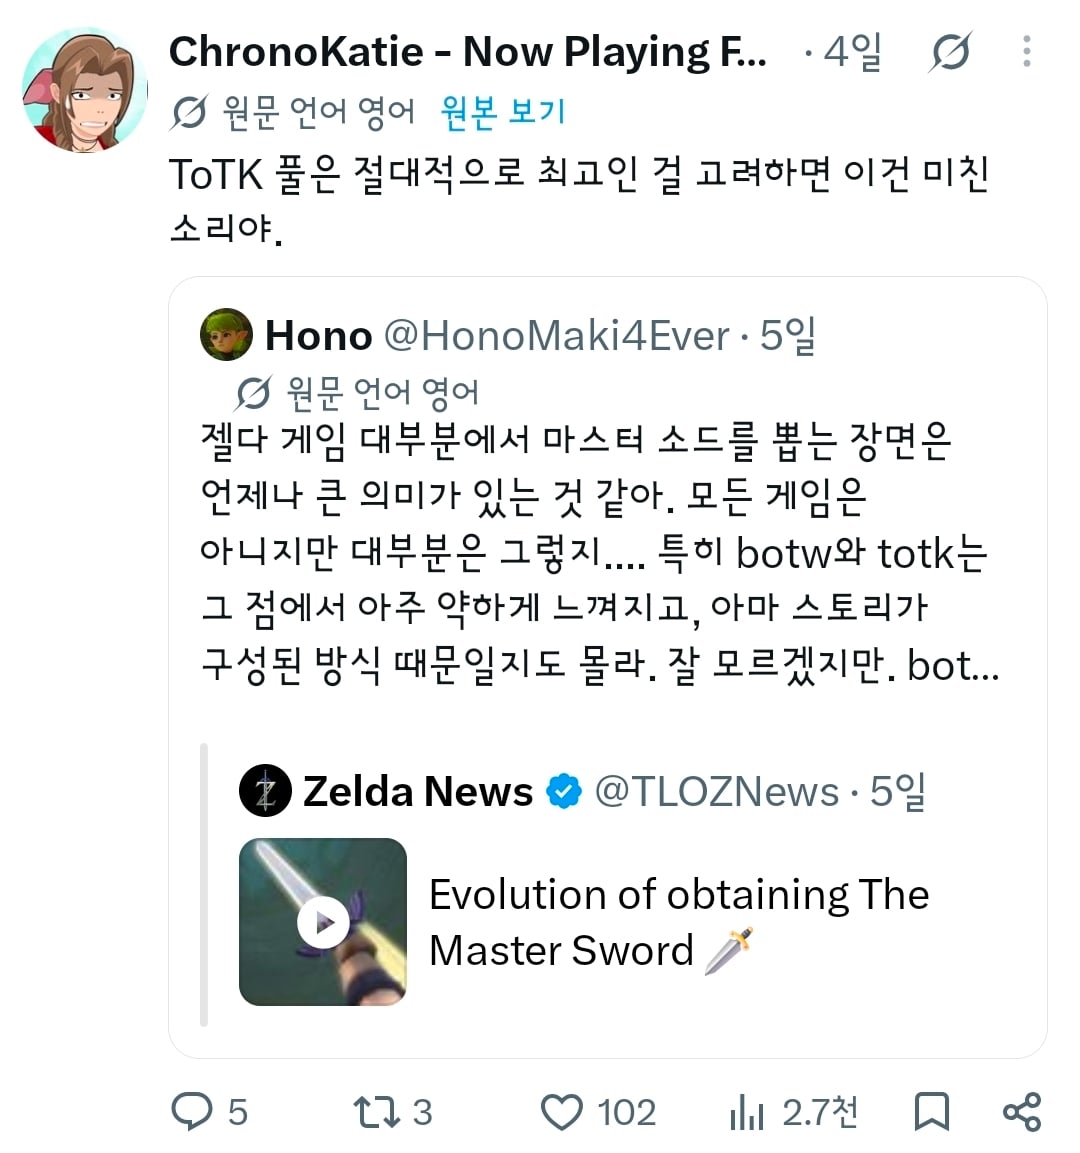 ChronoKatie - Now Playing F... · 4일
원문 언어 영어 원본 보기
ToTK 풀은 절대적으로 최고인 걸 고려하면 이건 미친
소리야.
Hono @HonoMaki4Ever · 5일
원문 언어 영어
젤다 게임 대부분에서 마스터 소드를 뽑는 장면은
언제나 큰 의미가 있는 것 같아. 모든 게임은
아니지만 대부분은 그렇지.... 특히 botw와 totk는
그 점에서 아주 약하게 느껴지고, 아마 스토리가
구성된 방식 때문일지도 몰라. 잘 모르겠지만. bot...
Zelda News @TLOZNews · 5일
Evolution of obtaining The
Master Sword 🗡️
5 3 102 2.7천